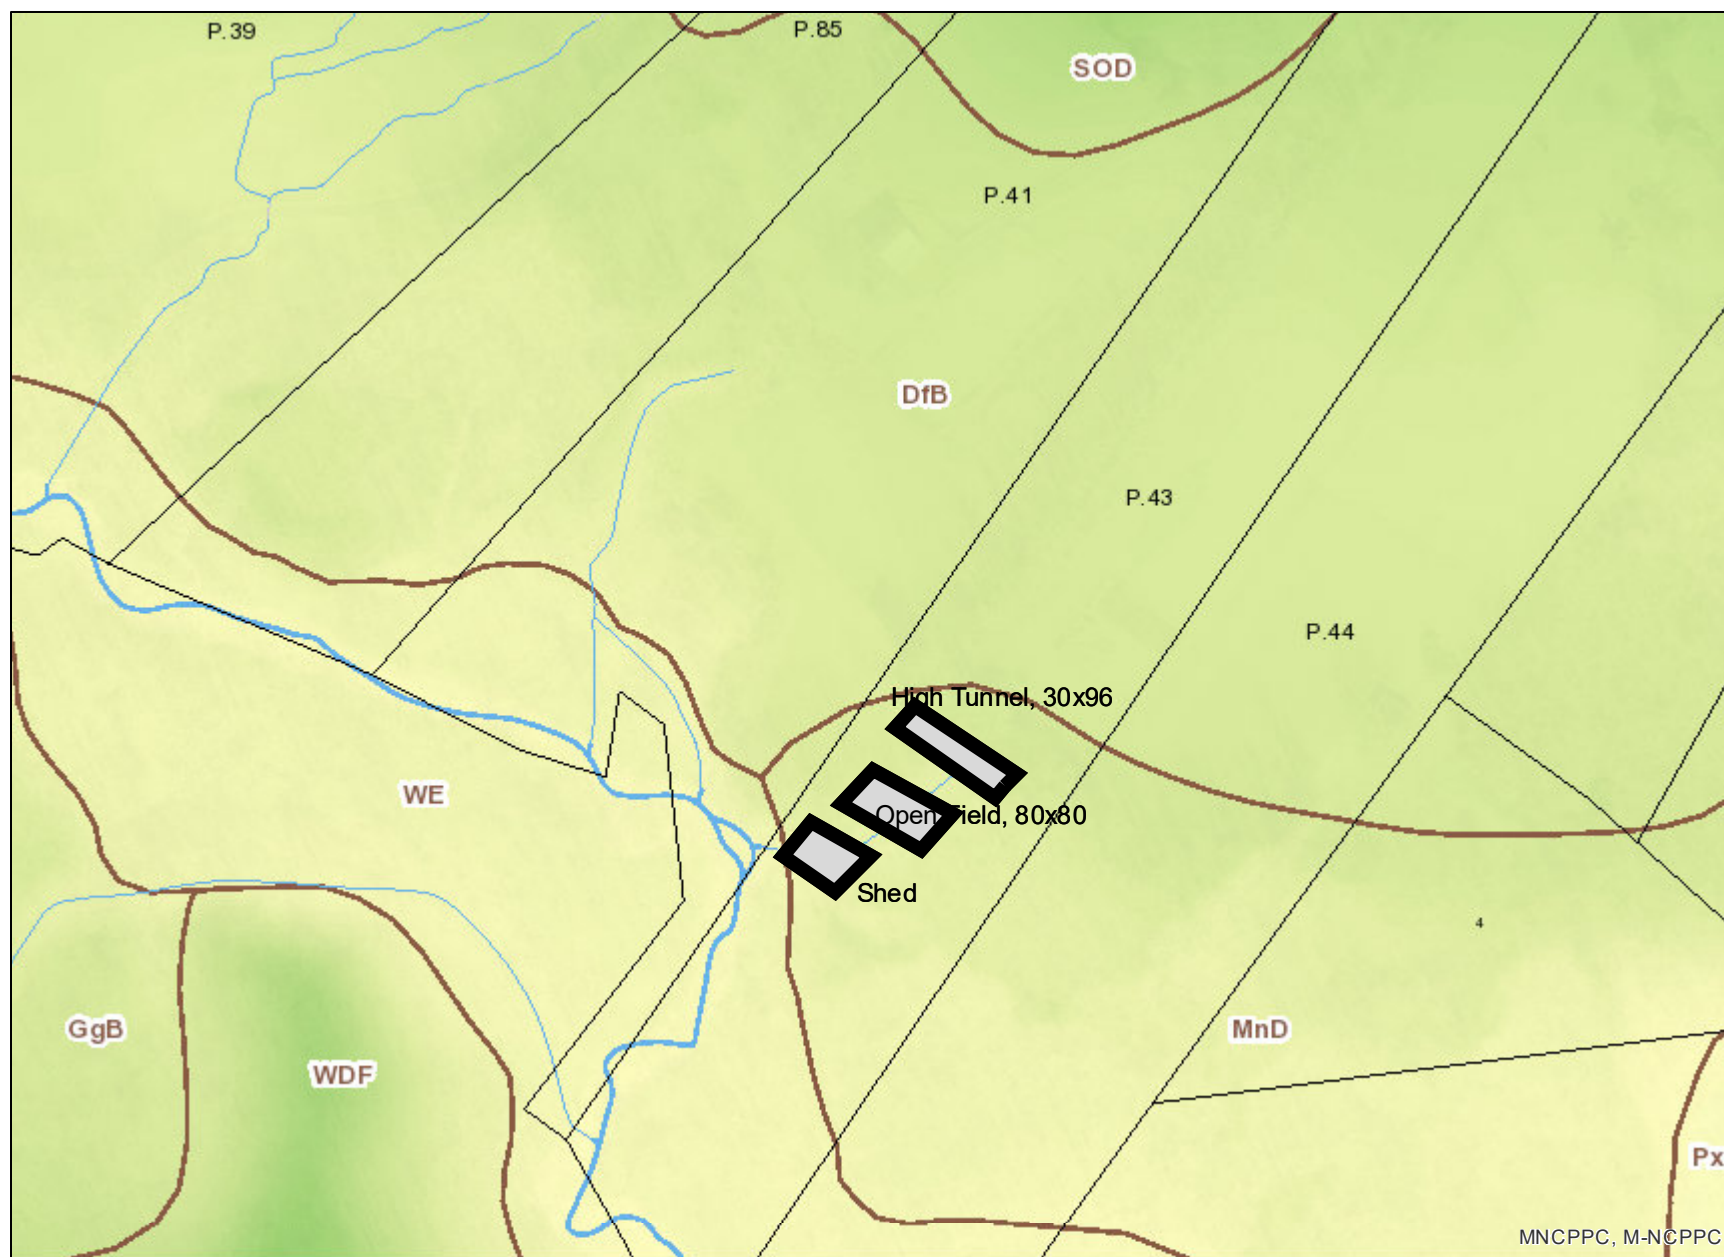 P.39
P.85
SOD
P.41
DfB
P.43
P.44
High Tunnel, 30x96
WE
Open Field, 80x80
Shed
4
GgB
WDF
MnD
Px
MNCPPC, M-NCPPC